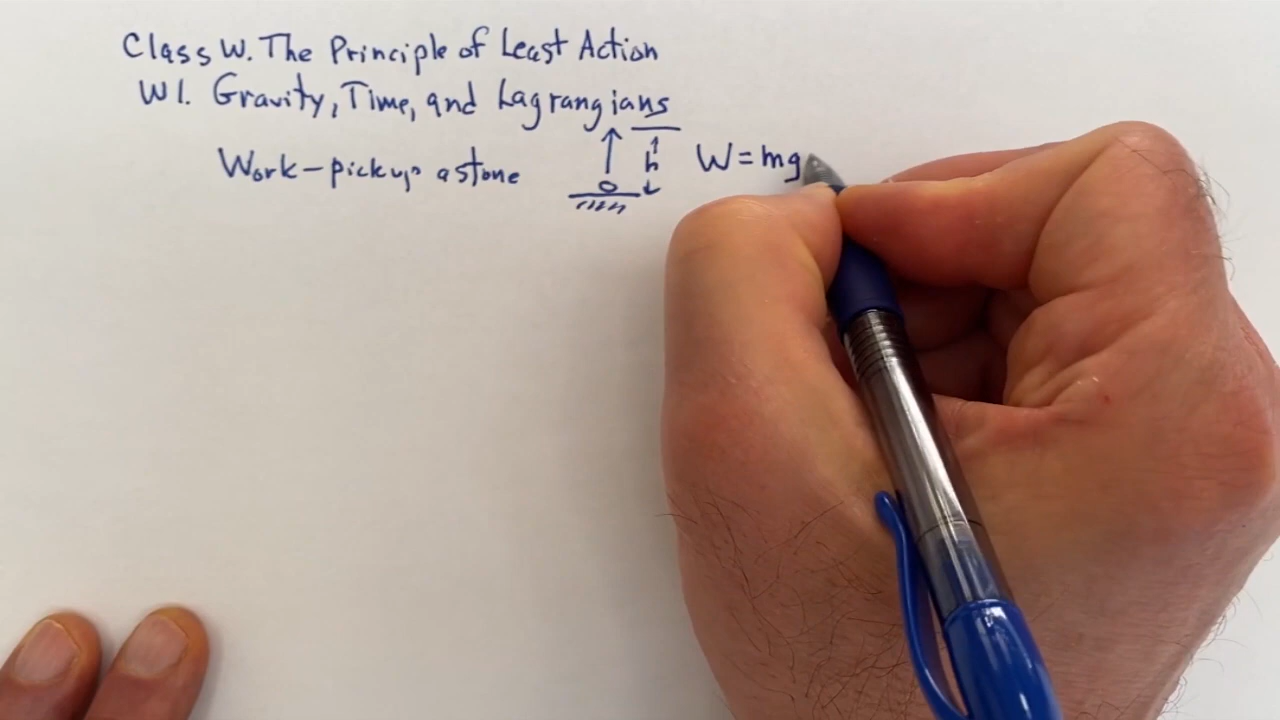 Class W. The Principle of Least Action
W1. Gravity, Time, and Lagrangians
Work-pick up a stone h W=mg